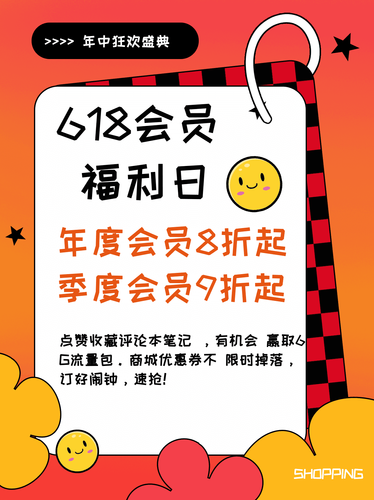 >>>> 年中狂欢盛典
618会员
福利日
年度会员8折起
季度会员9折起
点赞收藏评论本笔记 ，有机会 赢取6
G流量包．商城优惠券不 限时掉落，
订好闹钟，速抢!
SHOPPING